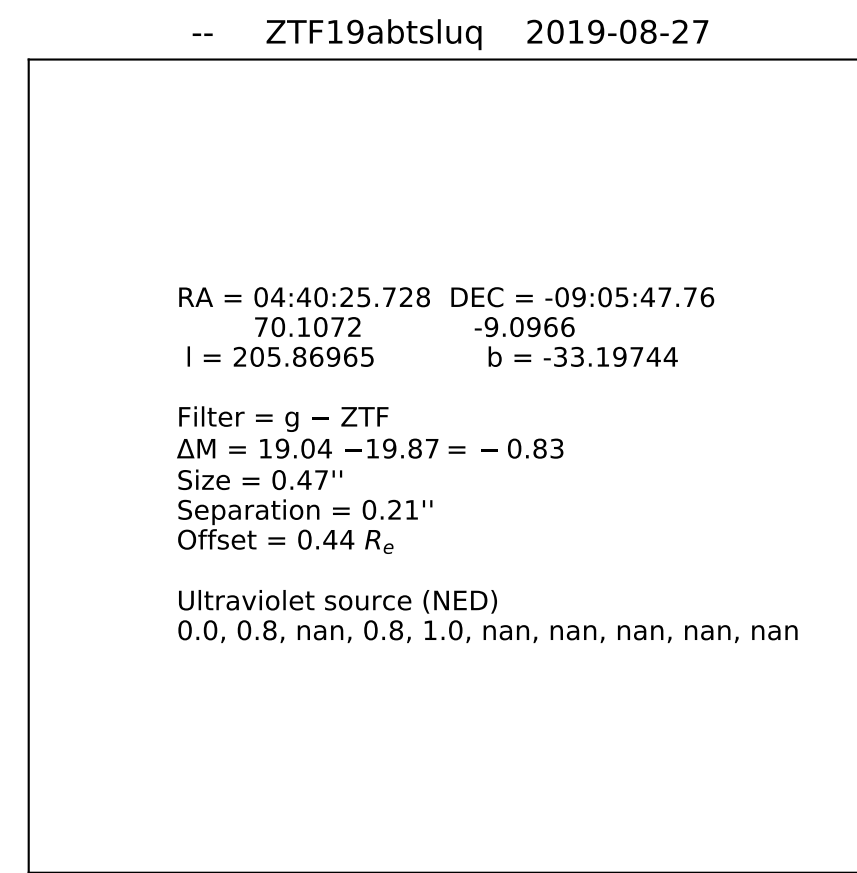 -- ZTF19abtsluq 2019-08-27
RA = 04:40:25.728 DEC = -09:05:47.76
70.1072 -9.0966
l = 205.86965 b = -33.19744
Filter = g − ZTF
ΔM = 19.04 −19.87 = − 0.83
Size = 0.47''
Separation = 0.21''
Offset = 0.44 Re
Ultraviolet source (NED)
0.0, 0.8, nan, 0.8, 1.0, nan, nan, nan, nan, nan